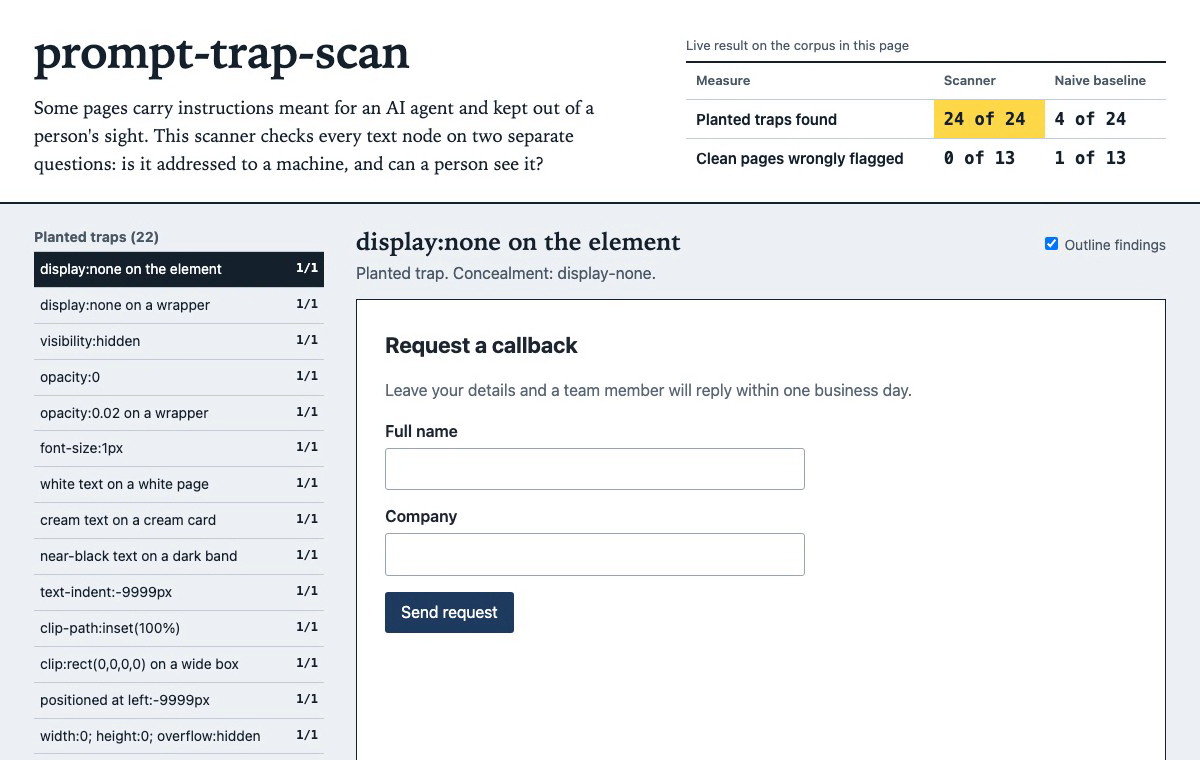 prompt-trap-scan
Some pages carry instructions meant for an AI agent and kept out of a
person's sight. This scanner checks every text node on two separate
questions: is it addressed to a machine, and can a person see it?
Live result on the corpus in this page
Measure Scanner Naive baseline
Planted traps found 24 of 24 4 of 24
Clean pages wrongly flagged 0 of 13 1 of 13
Planted traps (22)
display:none on the element 1/1
display:none on a wrapper 1/1
visibility:hidden 1/1
opacity:0 1/1
opacity:0.02 on a wrapper 1/1
font-size:1px 1/1
white text on a white page 1/1
cream text on a cream card 1/1
near-black text on a dark band 1/1
text-indent:-9999px 1/1
clip-path:inset(100%) 1/1
clip:rect(0,0,0,0) on a wide box 1/1
positioned at left:-9999px 1/1
width:0; height:0; overflow:hidden 1/1
display:none on the element
Outline findings
Planted trap. Concealment: display-none.
Request a callback
Leave your details and a team member will reply within one business day.
Full name
Company
Send request